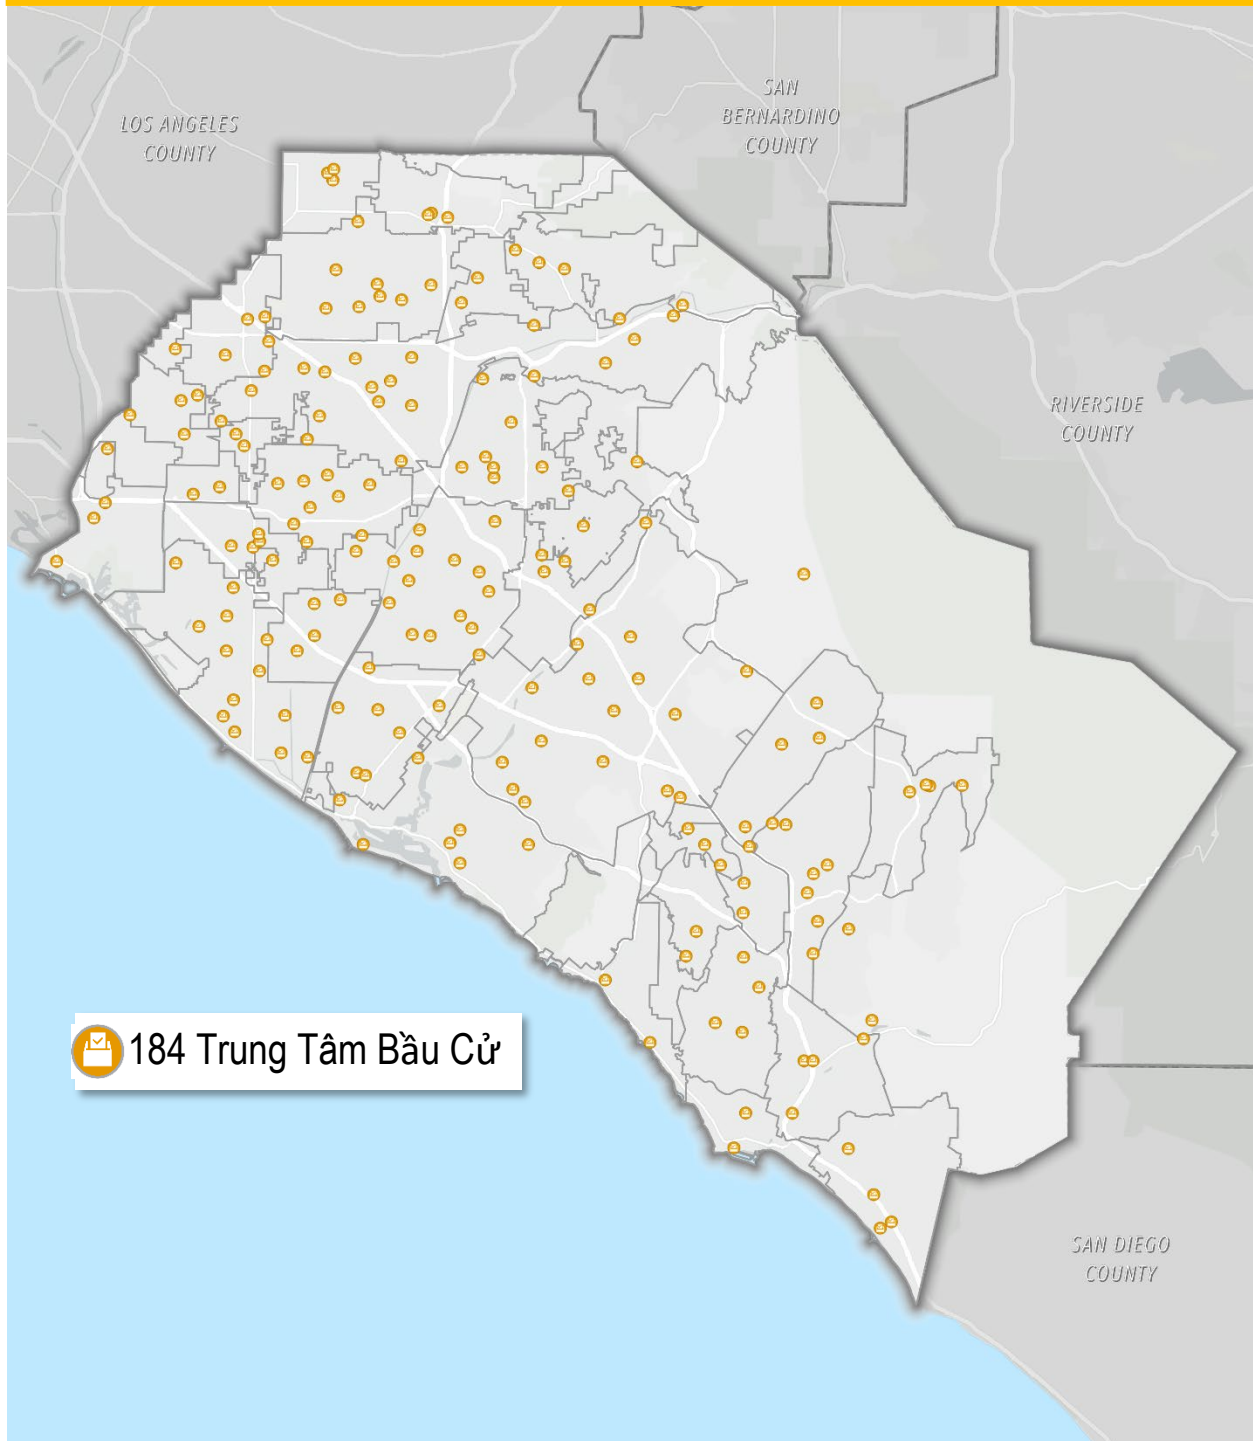 SAN
BERNARDINO
COUNTY
LOS ANGELES
COUNTY
RIVERSIDE
COUNTY
184 Trung Tâm Bầu Cử
SAN DIEGO
COUNTY